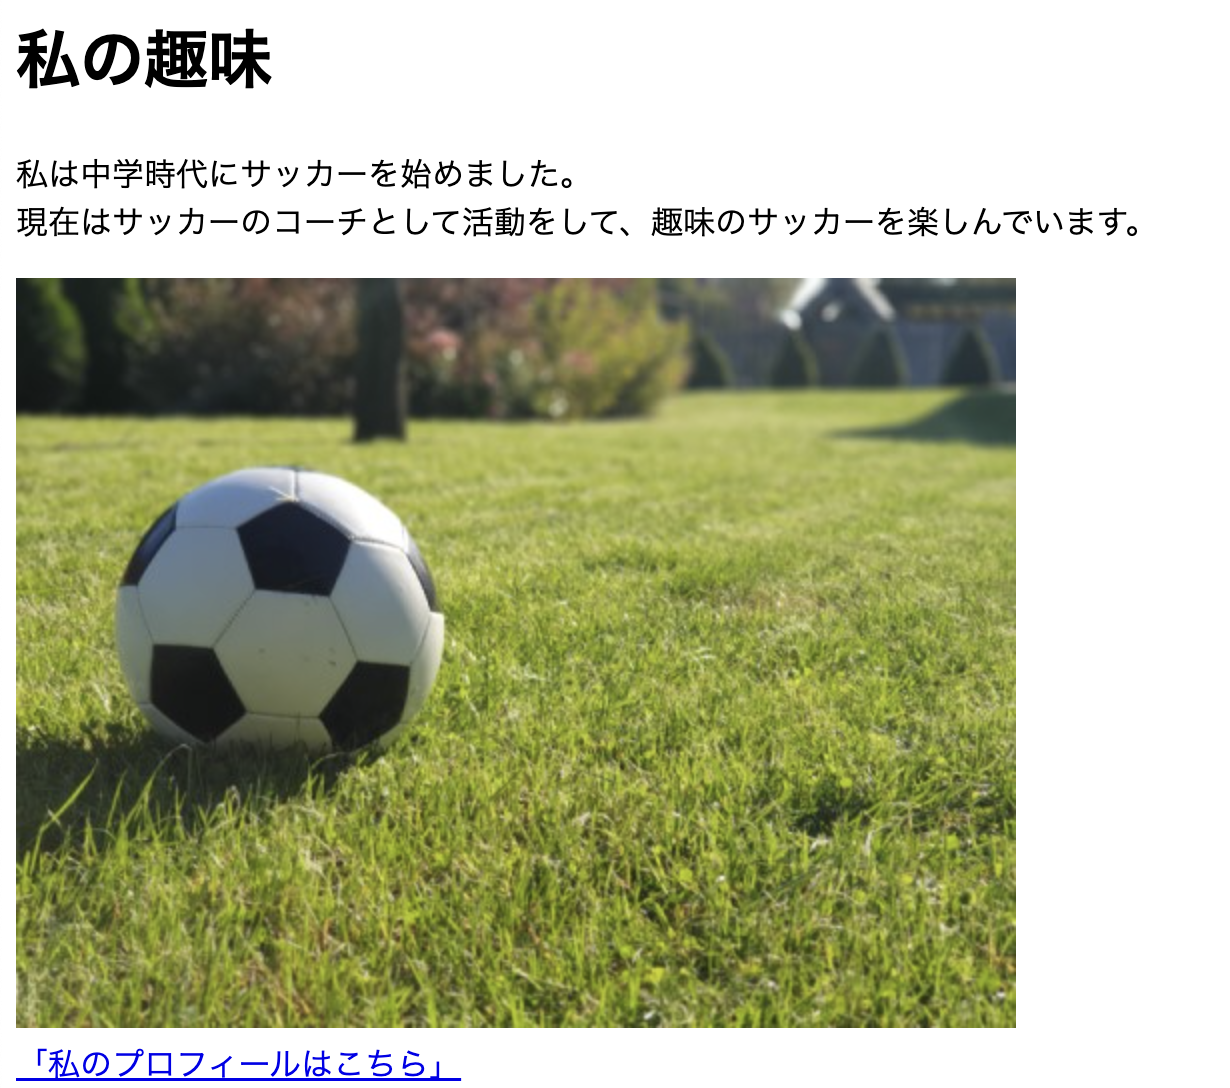 私の趣味
私は中学時代にサッカーを始めました。
現在はサッカーのコーチとして活動をして、趣味のサッカーを楽しんでいます。
「私のプロフィールはこちら」